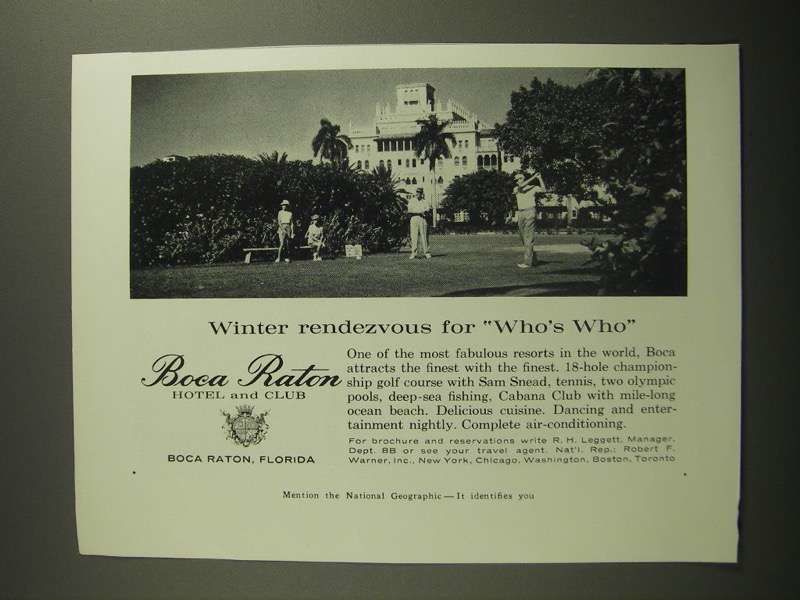 Winter rendezvous for "Who's Who"
Boca Raton
HOTEL and CLUB
BOCA RATON, FLORIDA
One of the most fabulous resorts in the world, Boca
attracts the finest with the finest. 18-hole champion-
ship golf course with Sam Snead, tennis, two olympic
pools, deep-sea fishing, Cabana Club with mile-long
ocean beach. Delicious cuisine. Dancing and enter-
tainment nightly. Complete air-conditioning.
For brochure and reservations write R. H. Leggett, Manager,
Dept. 8B or see your travel agent. Nat'l. Rep.: Robert F.
Warner, Inc., New York, Chicago, Washington, Boston, Toronto
Mention the National Geographic—It identifies you